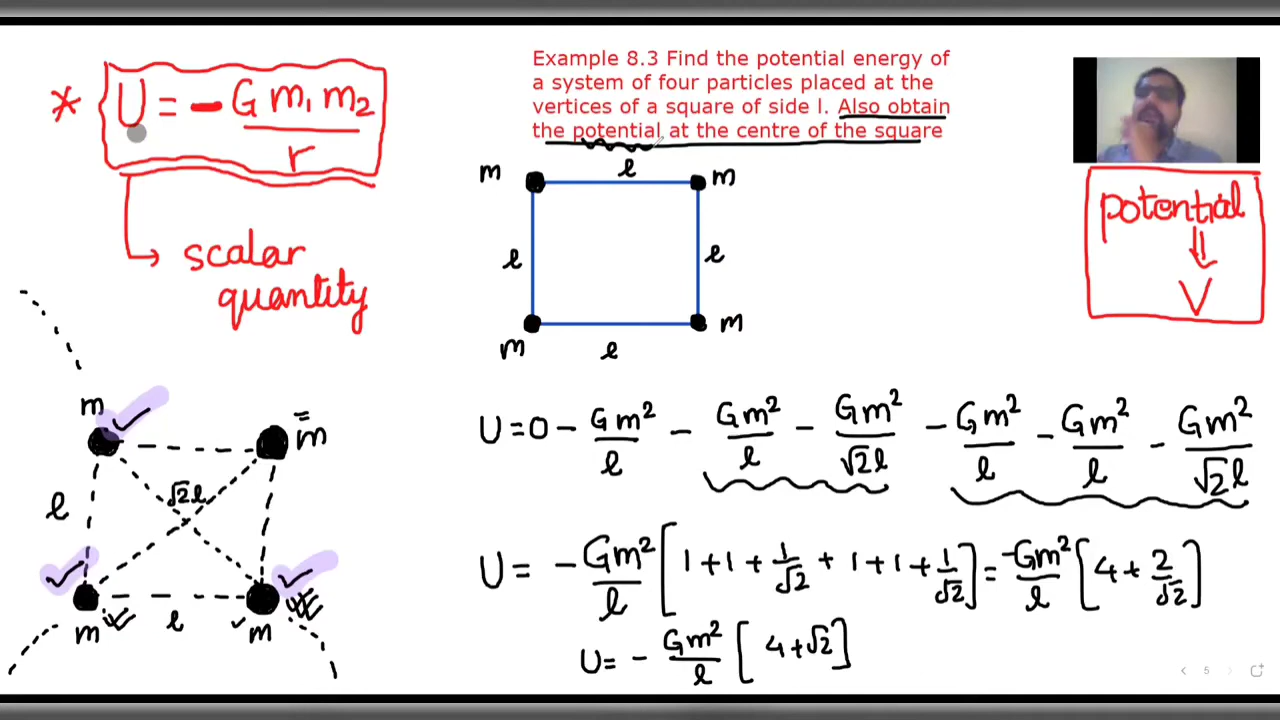 * U = - G m₁ m₂ / r
scalar
quantity
Example 8.3 Find the potential energy of
a system of four particles placed at the
vertices of a square of side l. Also obtain
the potential at the centre of the square
m l m
l l
m l m
potential
⇓
V
m m
√2l
l
m l m
U = 0 - Gm²/l - Gm²/l - Gm²/√2l - Gm²/l - Gm²/l - Gm²/√2l
U = - Gm²/l [ 1 + 1 + 1/√2 + 1 + 1 + 1/√2 ] = -Gm²/l [ 4 + 2/√2 ]
U = - Gm²/l [ 4 + √2 ]
5